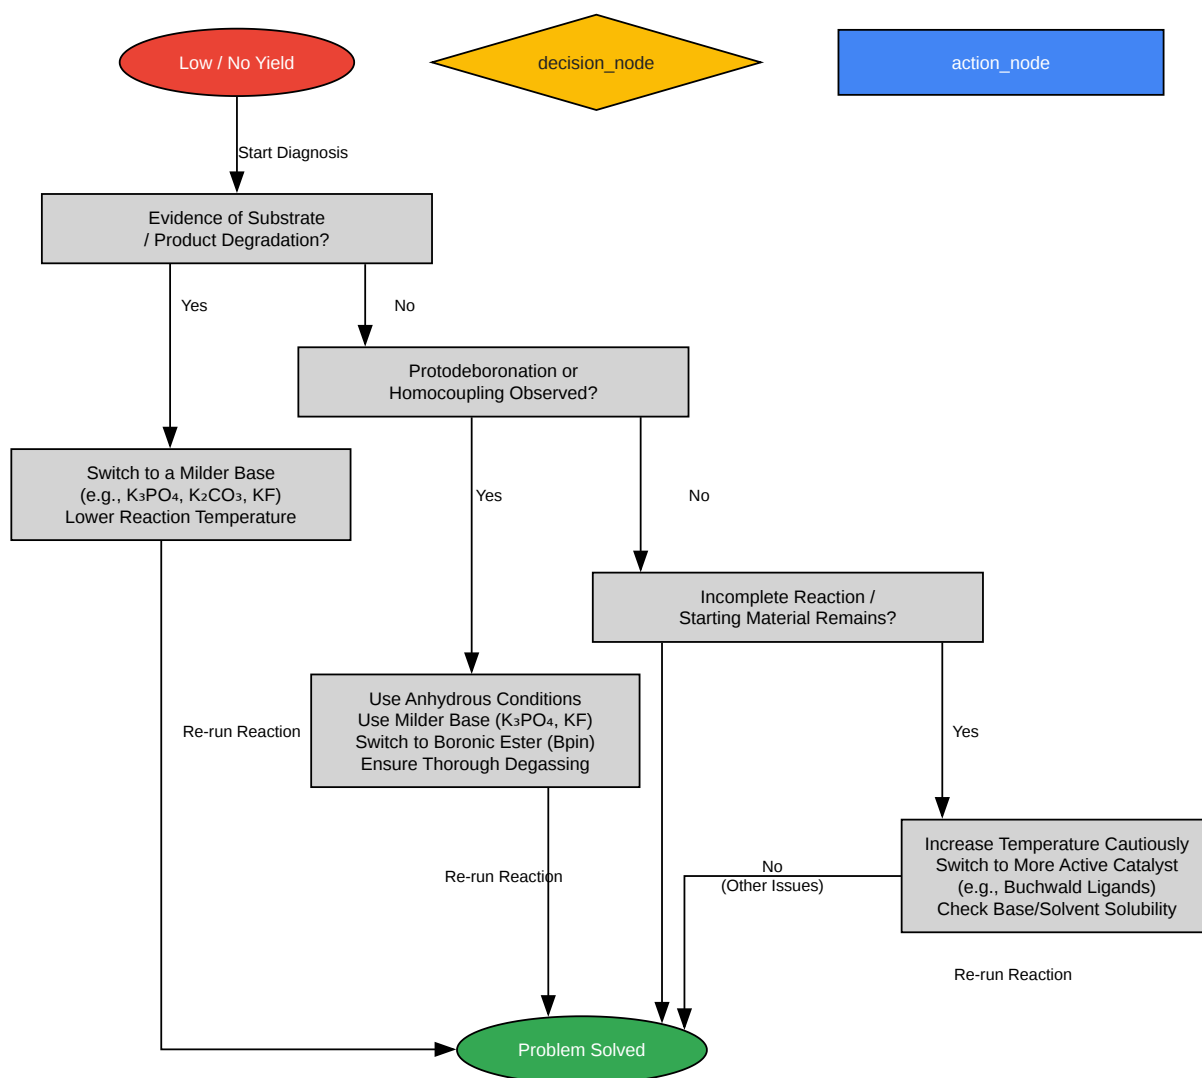 Low / No Yield
decision_node
action_node
Start Diagnosis
Evidence of Substrate
/ Product Degradation?
Yes
No
Protodeboronation or
Homocoupling Observed?
Switch to a Milder Base
(e.g., K₃PO₄, K₂CO₃, KF)
Lower Reaction Temperature
Yes
No
Incomplete Reaction /
Starting Material Remains?
Use Anhydrous Conditions
Use Milder Base (K₃PO₄, KF)
Switch to Boronic Ester (Bpin)
Ensure Thorough Degassing
Re-run Reaction
Yes
Increase Temperature Cautiously
Switch to More Active Catalyst
(e.g., Buchwald Ligands)
Check Base/Solvent Solubility
Re-run Reaction
No
(Other Issues)
Re-run Reaction
Problem Solved